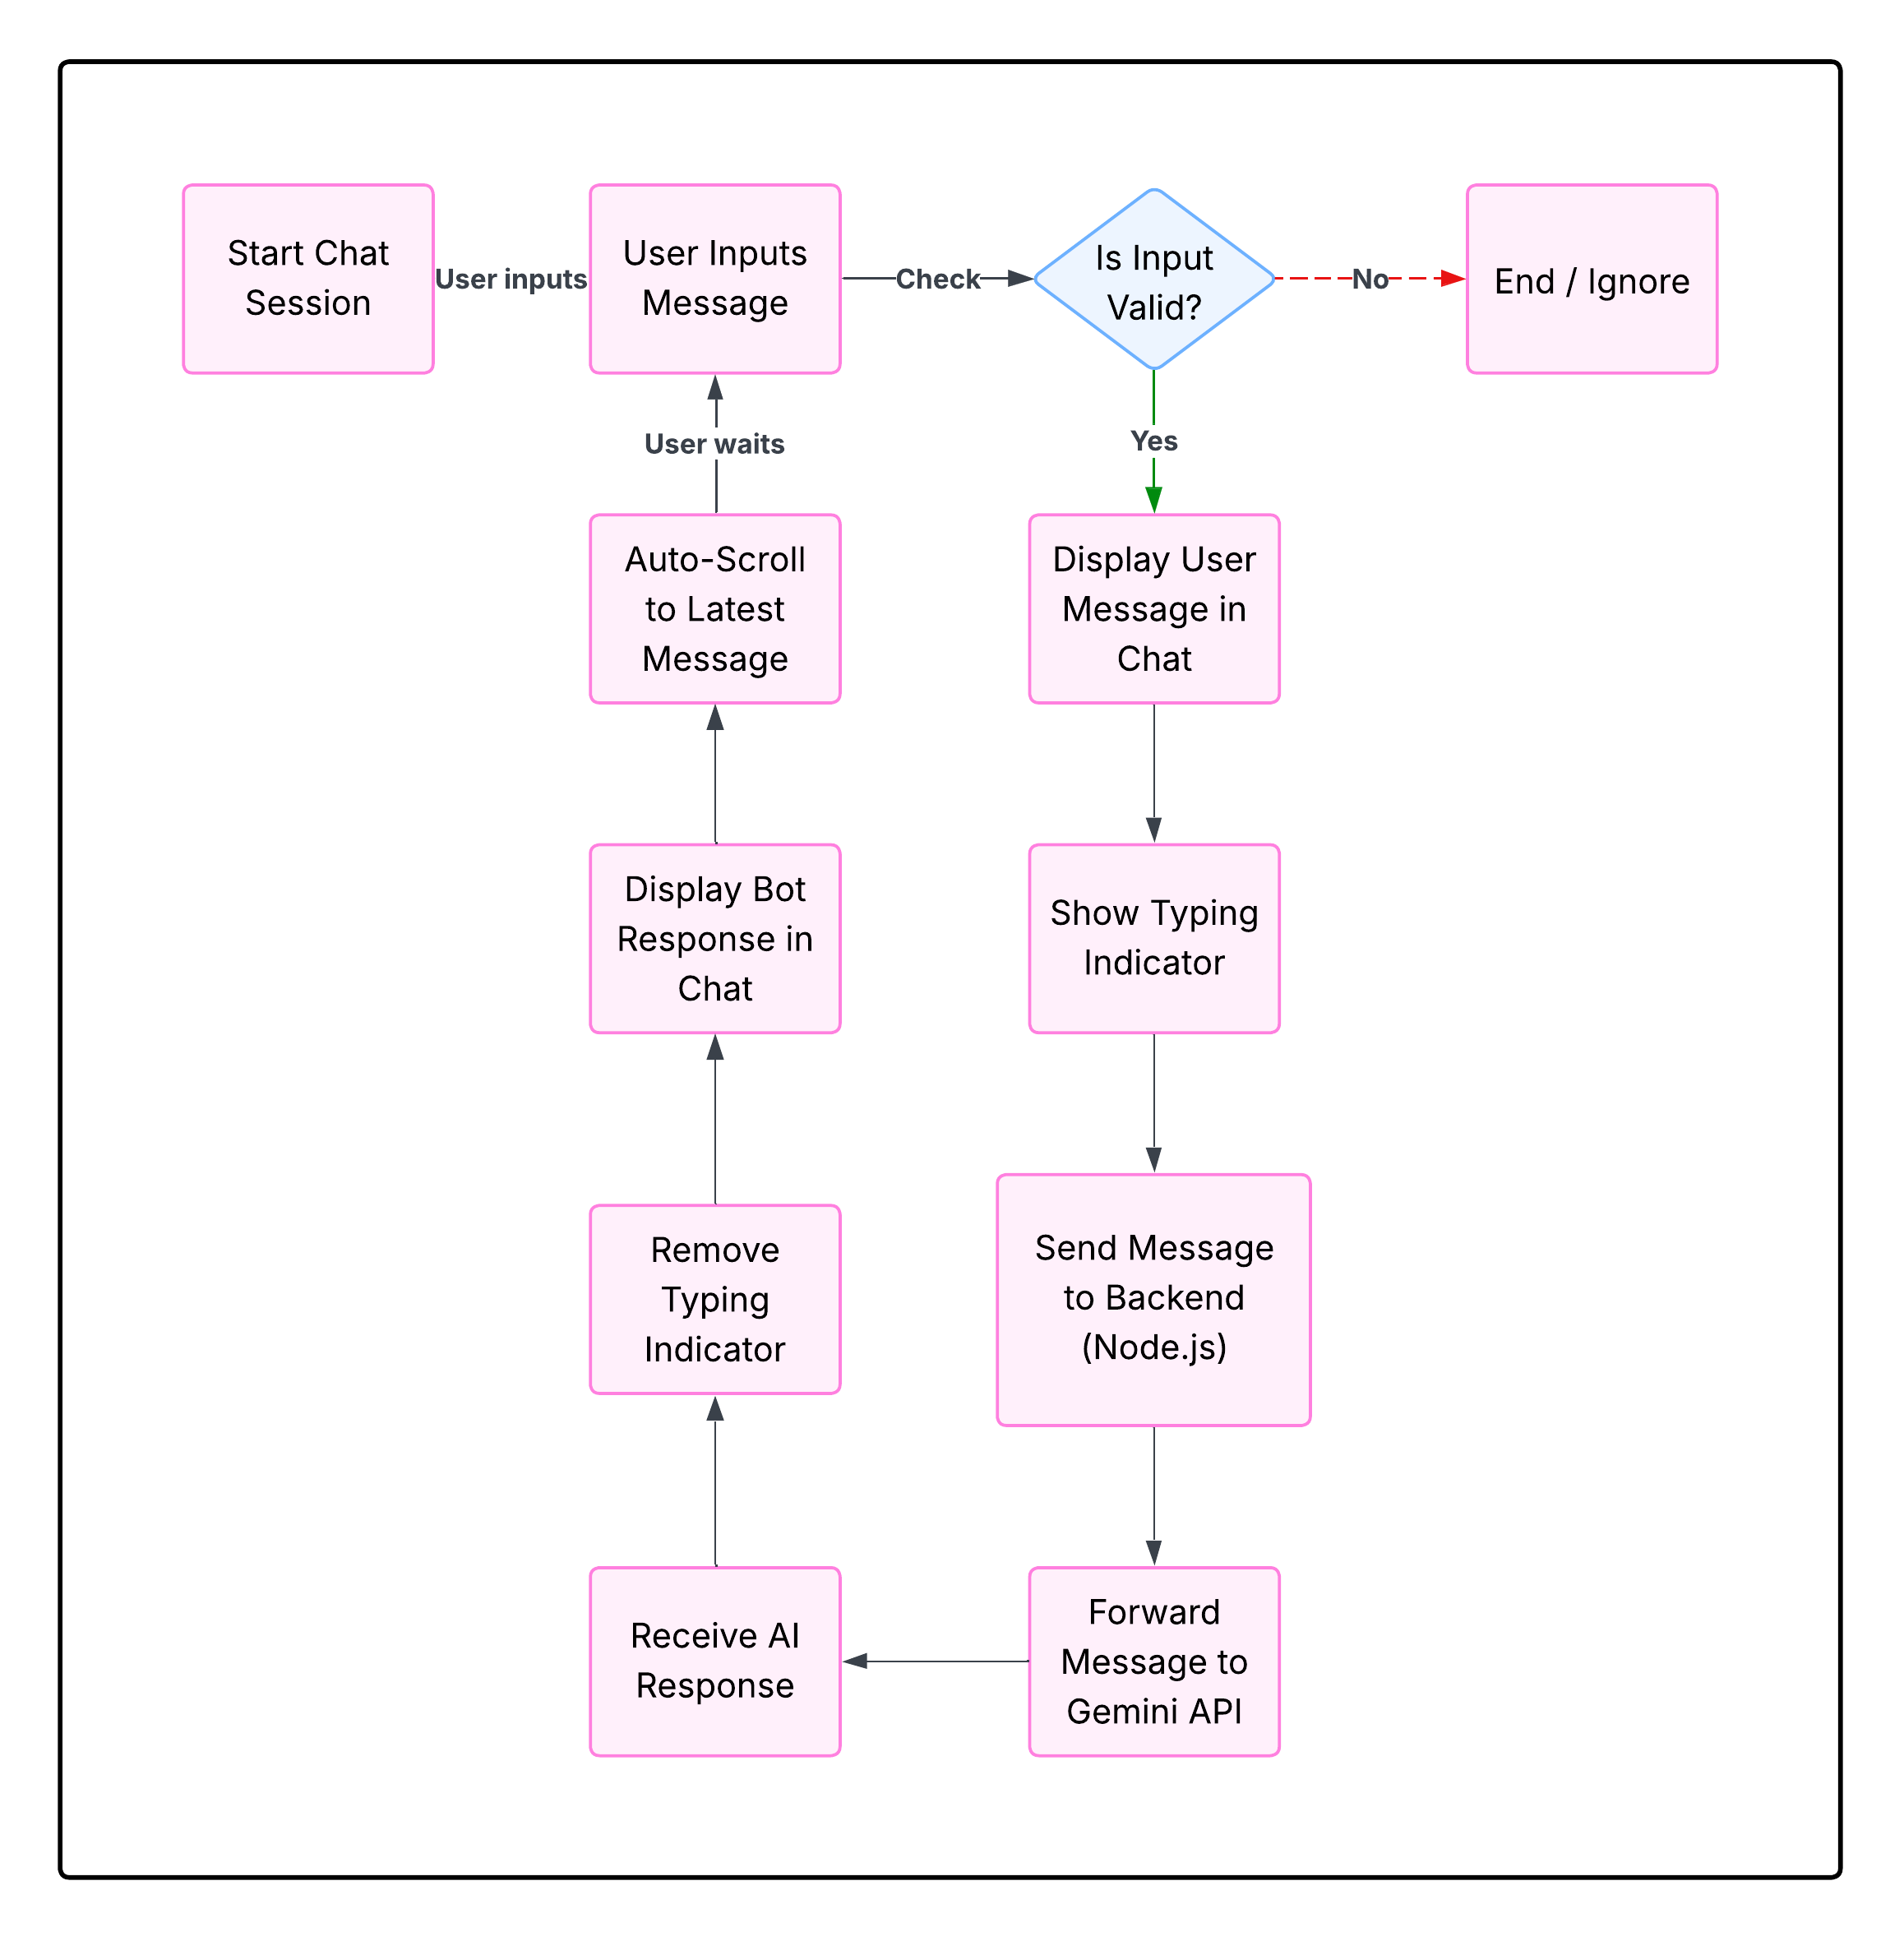 Start Chat
Session
User inputs
User Inputs
Message
Check
Is Input
Valid?
No
End / Ignore
User waits
Yes
Auto-Scroll
to Latest
Message
Display User
Message in
Chat
Display Bot
Response in
Chat
Show Typing
Indicator
Remove
Typing
Indicator
Send Message
to Backend
(Node.js)
Receive AI
Response
Forward
Message to
Gemini API